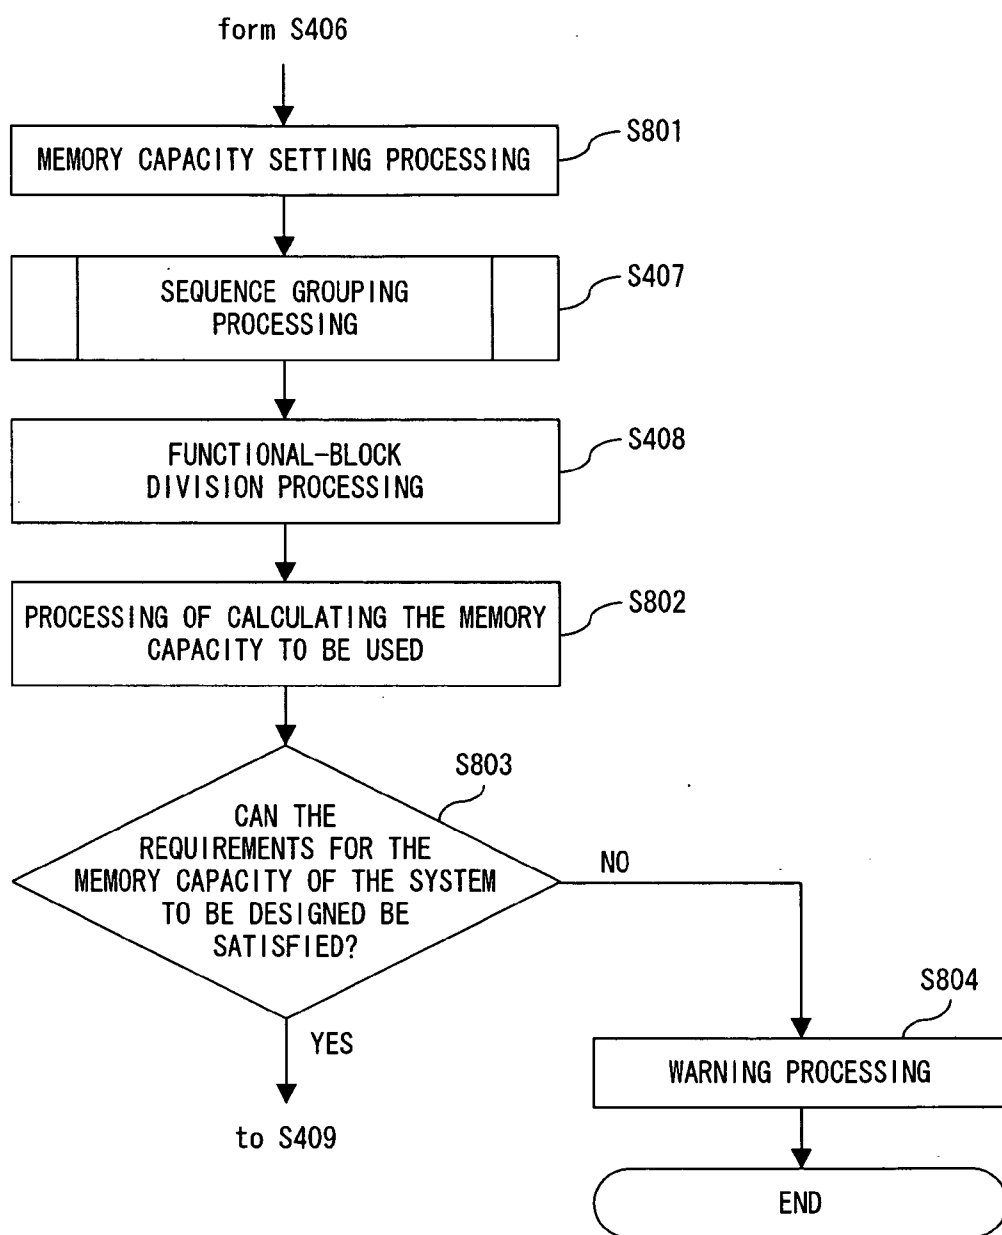 form S406
S801
MEMORY CAPACITY SETTING PROCESSING
S407
SEQUENCE GROUPING
PROCESSING
S408
FUNCTIONAL-BLOCK
DIVISION PROCESSING
S802
PROCESSING OF CALCULATING THE MEMORY
CAPACITY TO BE USED
S803
CAN THE
REQUIREMENTS FOR THE
MEMORY CAPACITY OF THE SYSTEM
TO BE DESIGNED BE
SATISFIED?
NO
YES
to S409
S804
WARNING PROCESSING
END